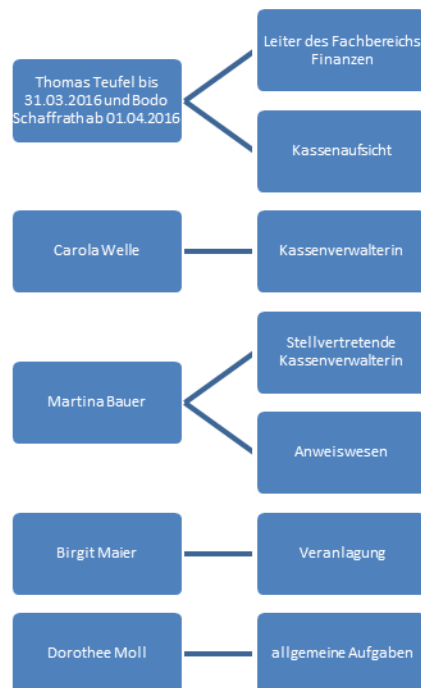 Thomas Teufel bis
31.03.2016 und Bodo
Schaffrath ab 01.04.2016
Leiter des Fachbereichs
Finanzen
Kassenaufsicht
Carola Welle
Kassenverwalterin
Martina Bauer
Stellvertretende
Kassenverwalterin
Anweiswesen
Birgit Maier
Veranlagung
Dorothee Moll
allgemeine Aufgaben